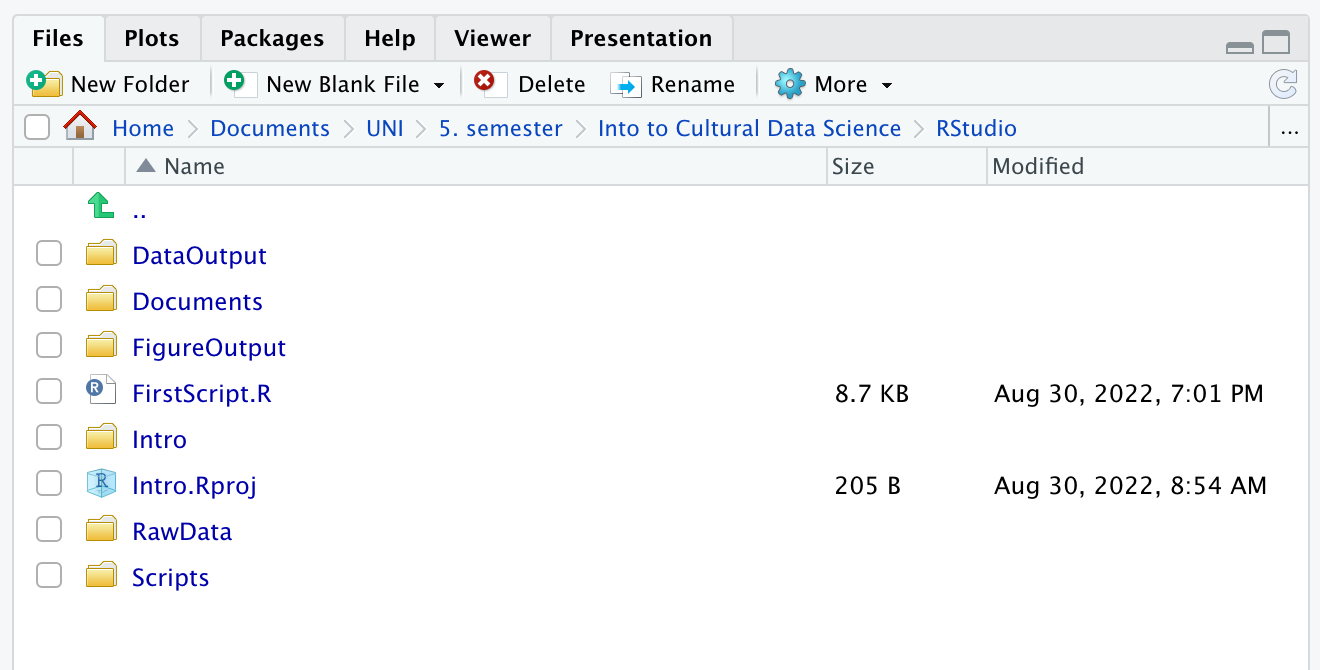 Files Plots Packages Help Viewer Presentation
New Folder New Blank File Delete Rename More
Home Documents UNI 5. semester Into to Cultural Data Science RStudio ...
Name Size Modified
..
DataOutput
Documents
FigureOutput
FirstScript.R 8.7 KB Aug 30, 2022, 7:01 PM
Intro
Intro.Rproj 205 B Aug 30, 2022, 8:54 AM
RawData
Scripts